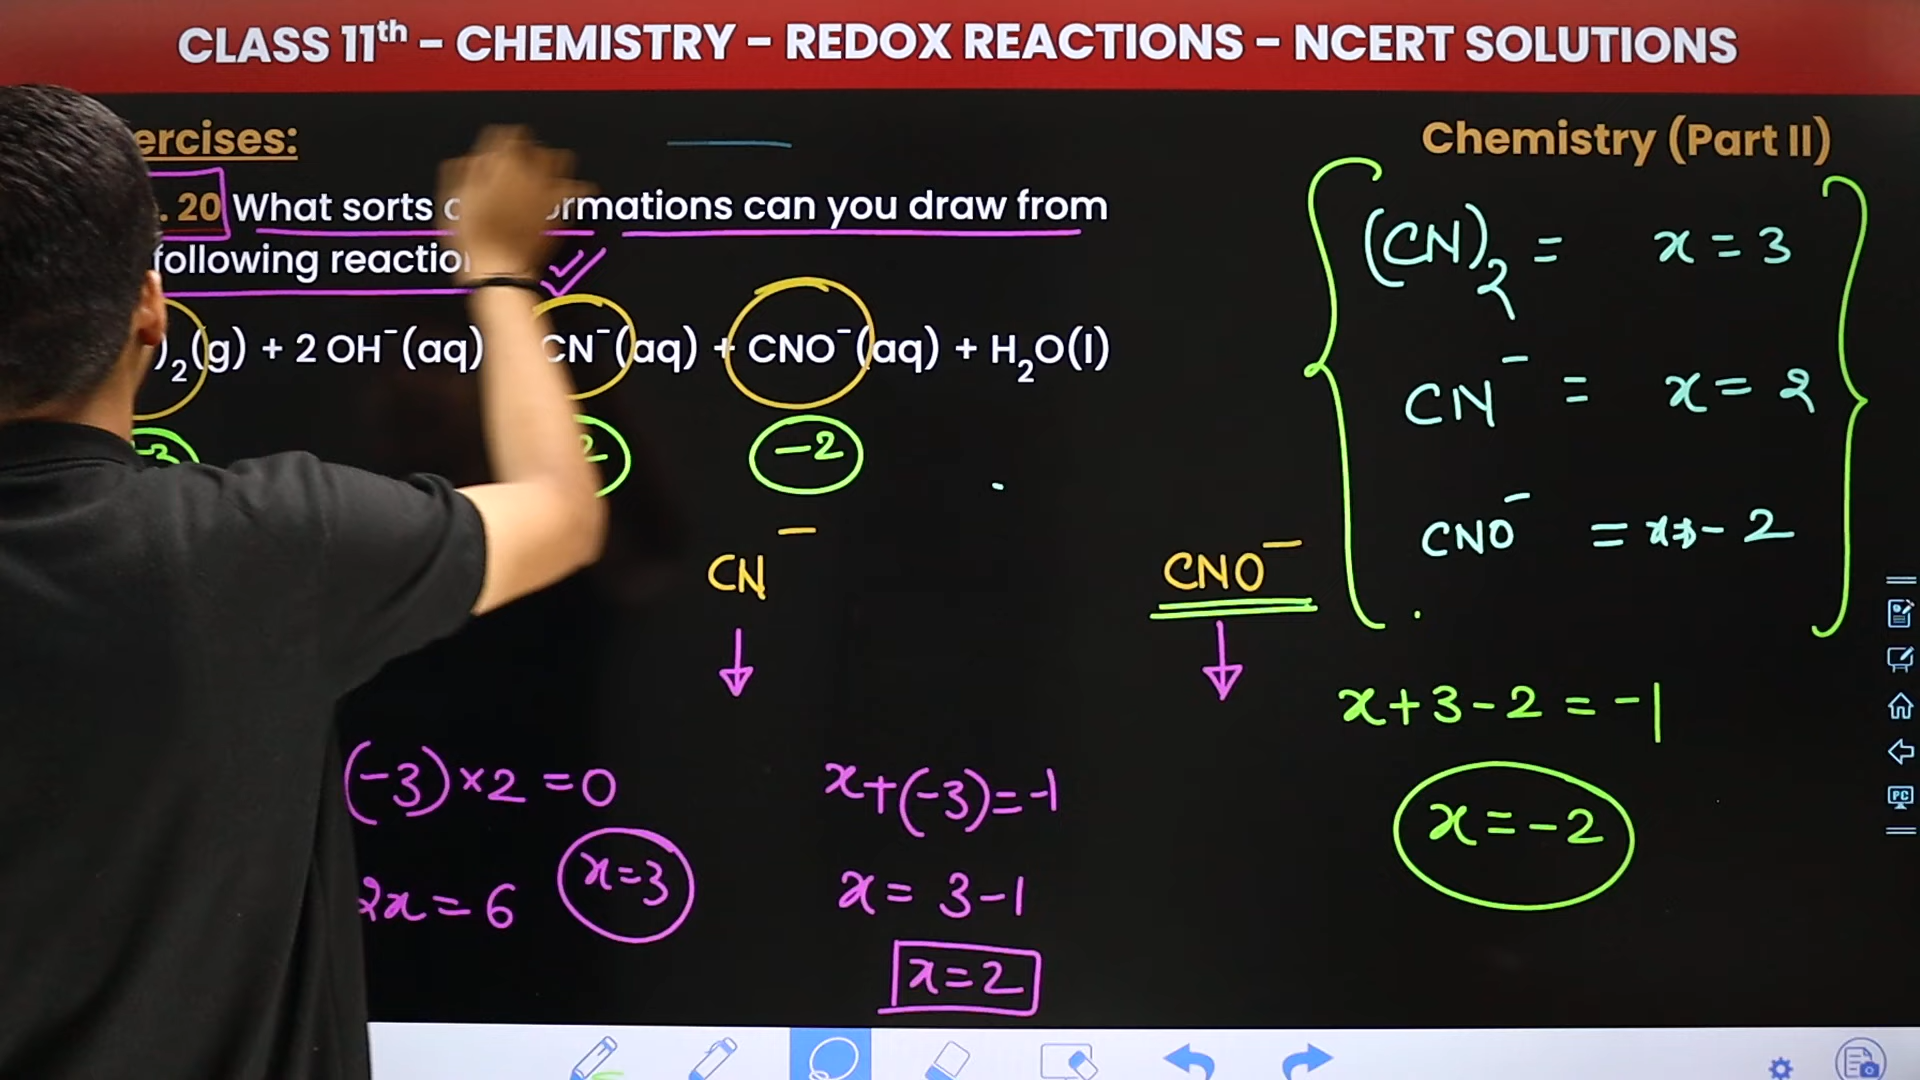 CLASS 11th - CHEMISTRY - REDOX REACTIONS - NCERT SOLUTIONS
ercises:
Chemistry (Part II)
. 20 What sorts o rmations can you draw from
following reactio
)₂(g) + 2 OH⁻(aq) CN⁻(aq) + CNO⁻(aq) + H₂O(l)
-3
2
-2
(CN)₂ = x = 3
CN⁻ = x = 2
CNO⁻ = x = -2
CN⁻
CNO⁻
(-3)×2 = 0
2x = 6
x=3
x+(-3)=-1
x = 3-1
x=2
x+3-2 = -1
x = -2
PC